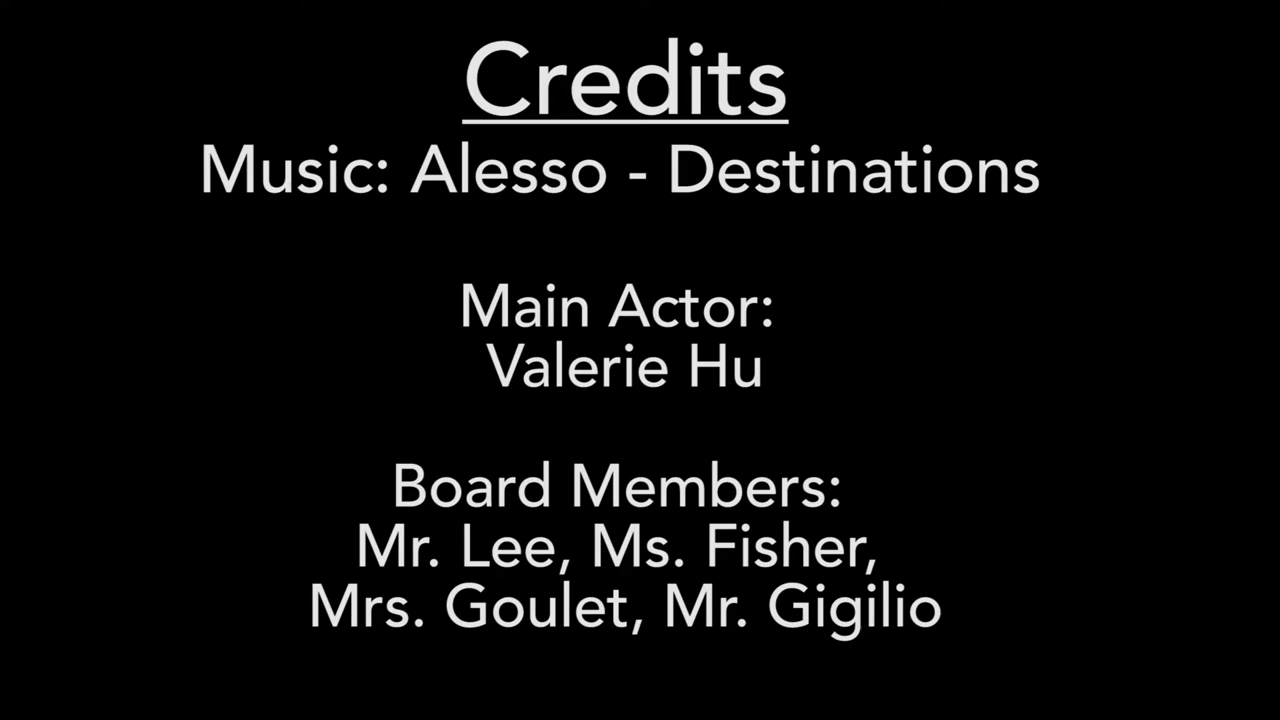 Credits
Music: Alesso - Destinations
Main Actor:
Valerie Hu
Board Members:
Mr. Lee, Ms. Fisher,
Mrs. Goulet, Mr. Gigilio